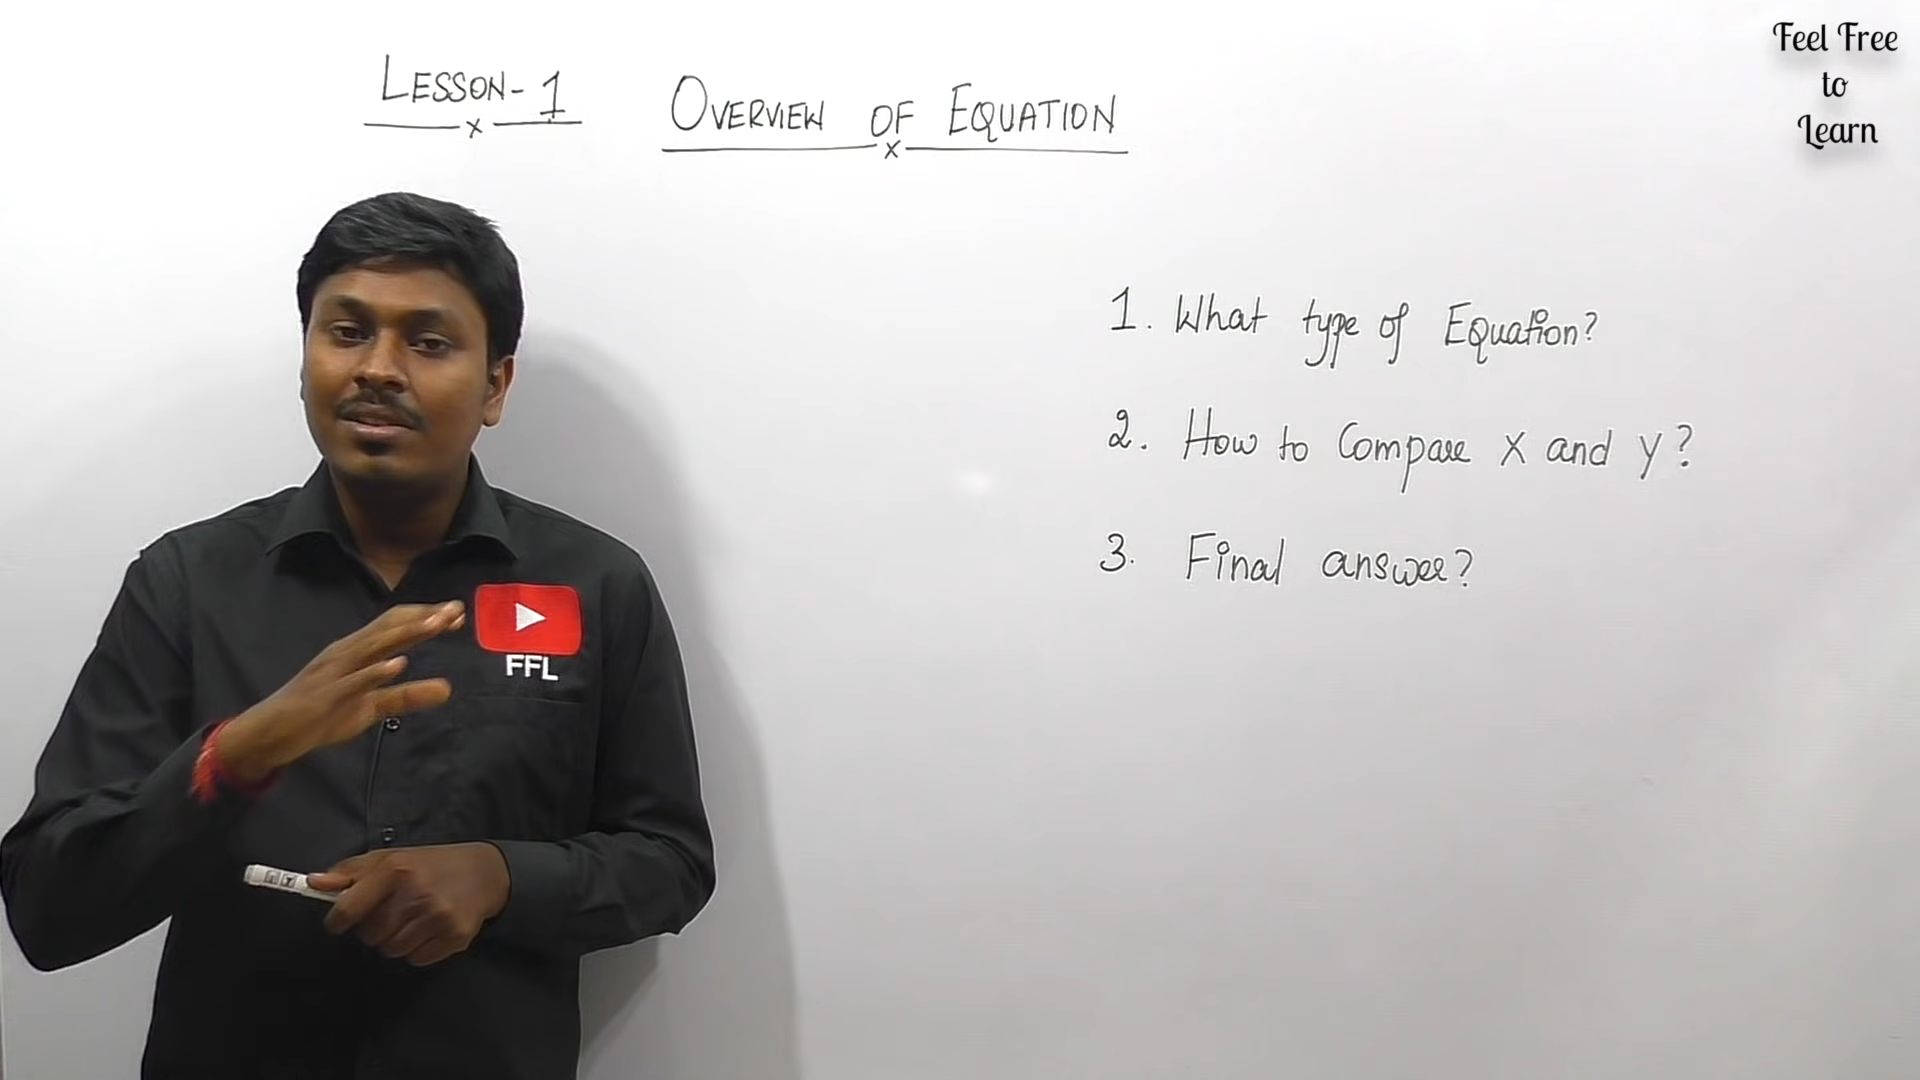 LESSON-1
OVERVIEW OF EQUATION
Feel Free
to
Learn
1. What type of Equation?
2. How to Compare x and y?
3. Final answer?
FFL